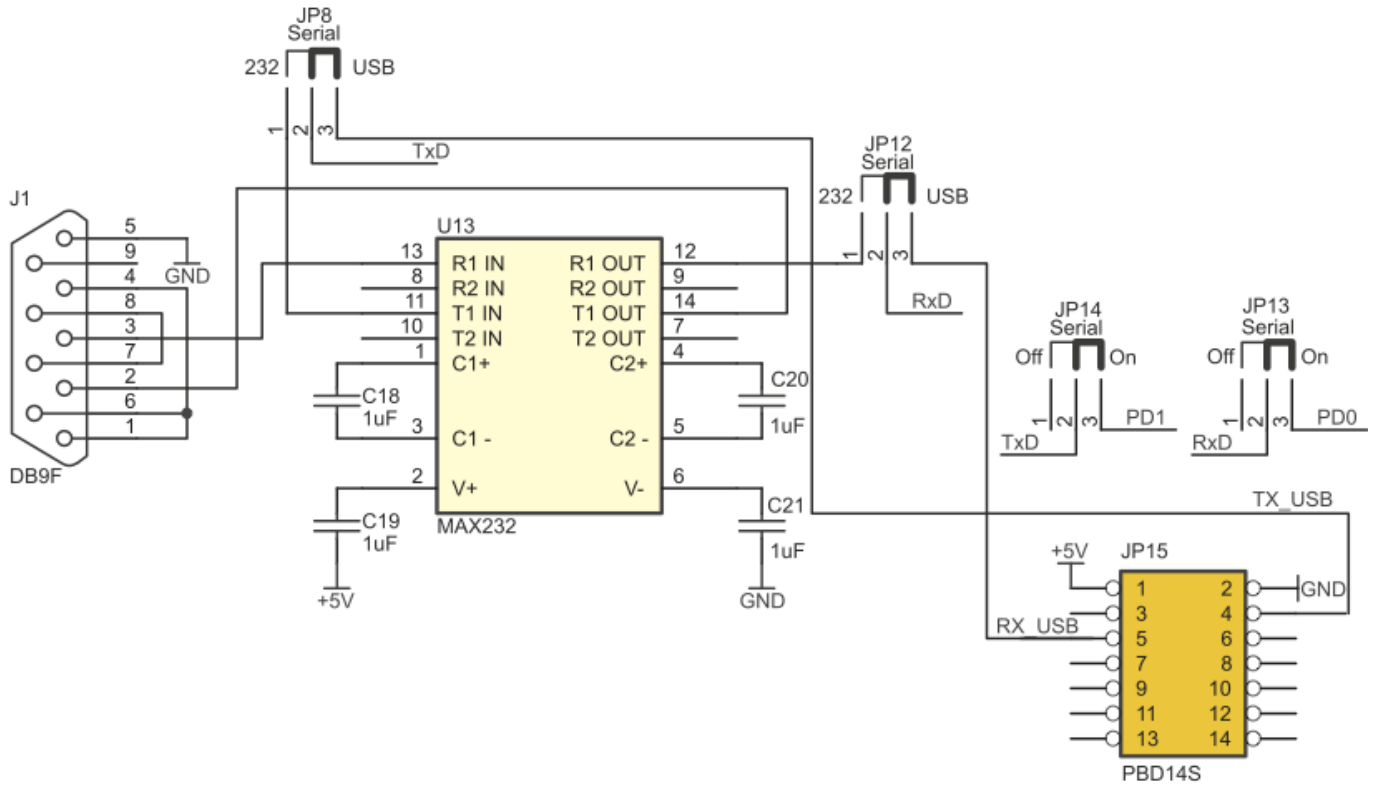 JP8
Serial
232
USB
1
2
3
TxD
JP12
Serial
232
USB
1
2
3
RxD
J1
5
9
4
8
3
7
2
6
1
GND
DB9F
U13
13 R1 IN R1 OUT 12
8 R2 IN R2 OUT 9
11 T1 IN T1 OUT 14
10 T2 IN T2 OUT 7
1 C1+ C2+ 4
3 C1 - C2 - 5
2 V+ V- 6
MAX232
C18
1uF
C20
1uF
C19
1uF
+5V
C21
1uF
GND
JP14
Serial
Off
On
1
2
3
TxD
PD1
JP13
Serial
Off
On
1
2
3
RxD
PD0
TX_USB
RX_USB
+5V
JP15
GND
1 2
3 4
5 6
7 8
9 10
11 12
13 14
PBD14S